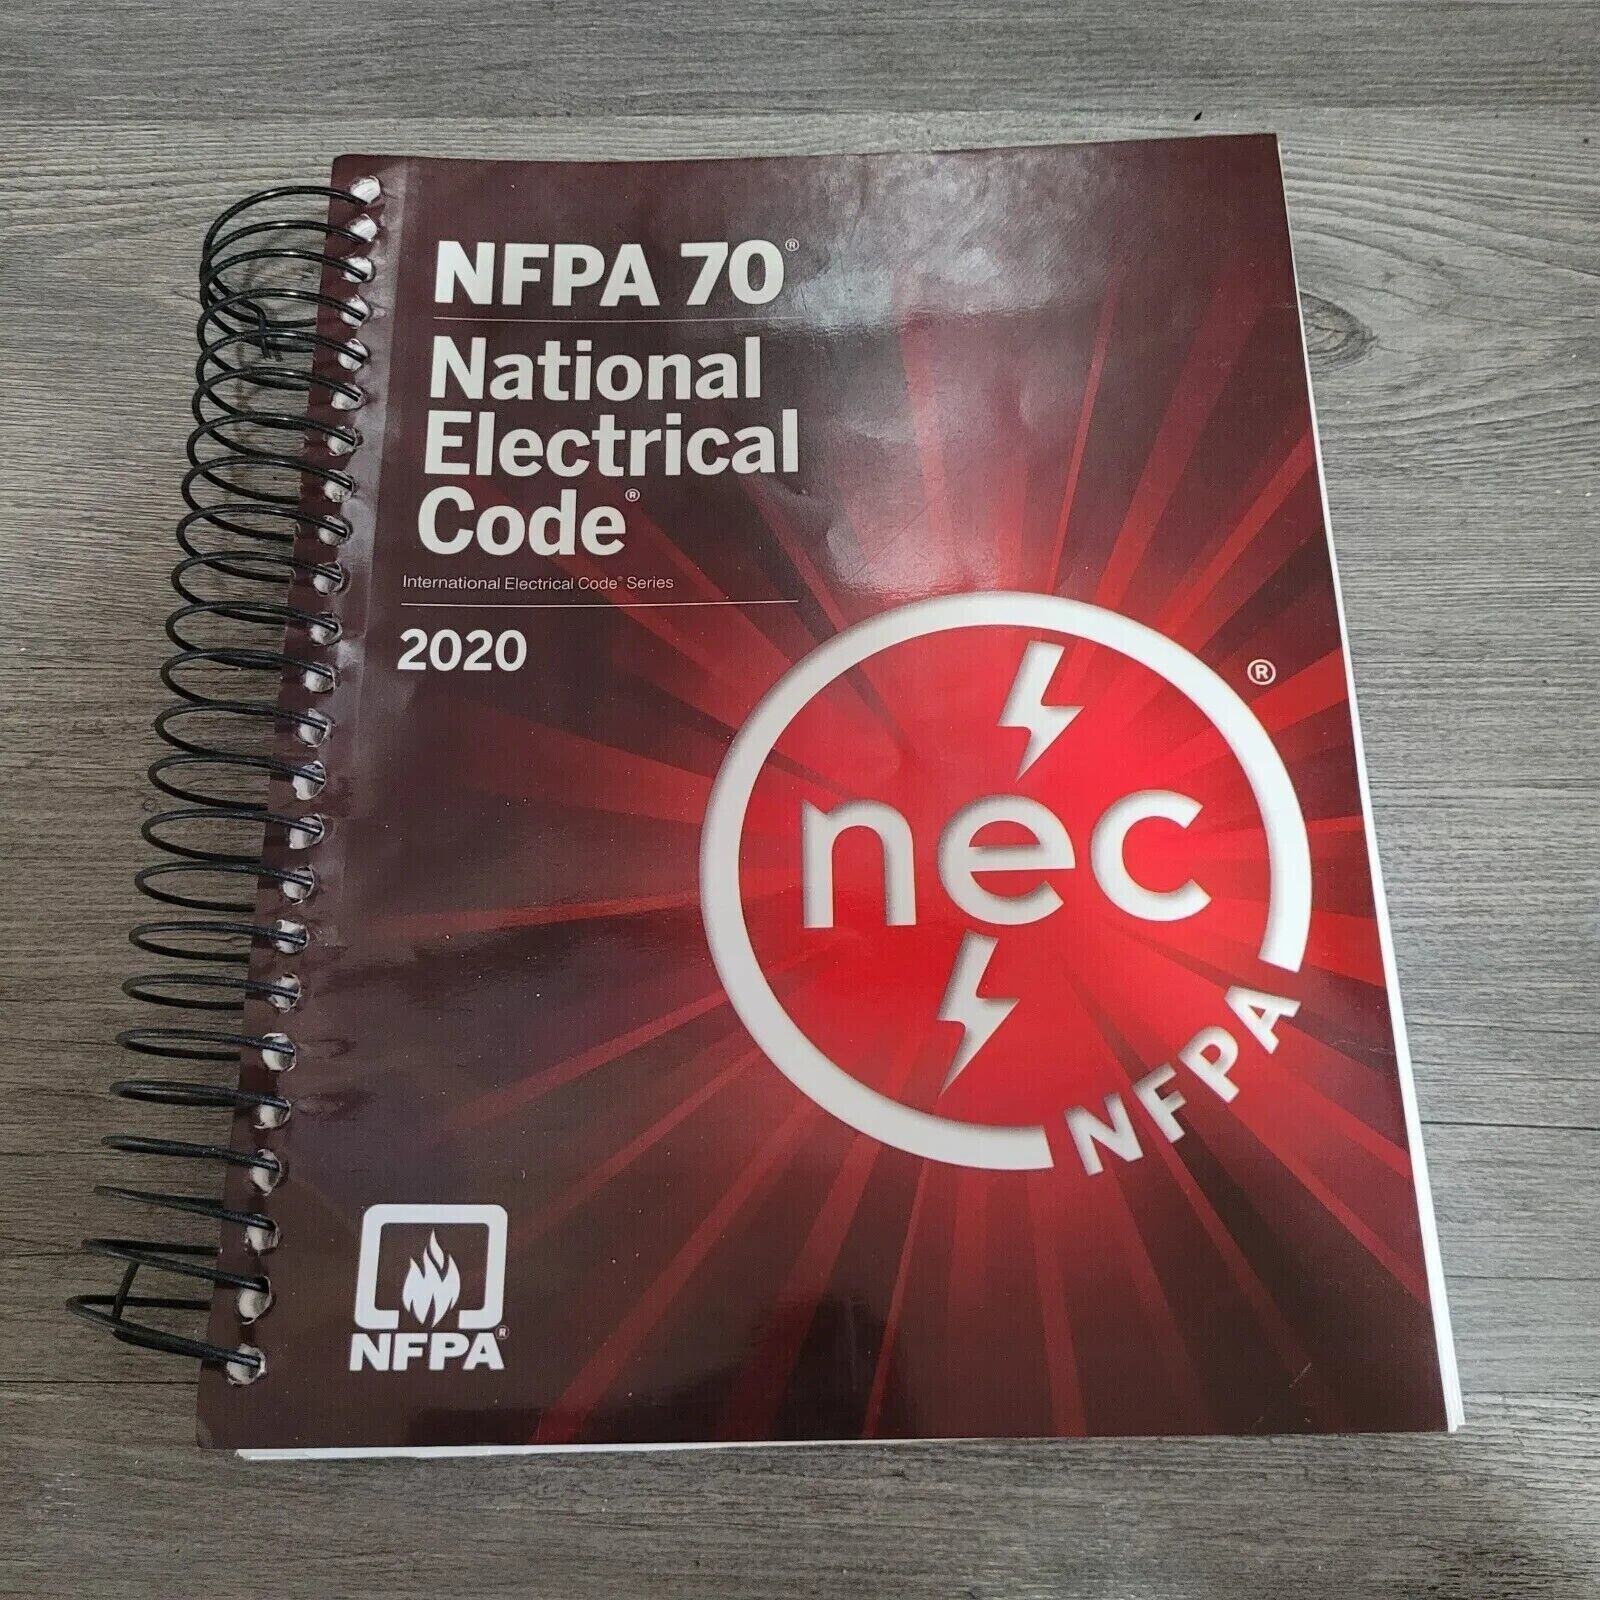 NFPA 70®
National
Electrical
Code®
International Electrical Code® Series
2020
®
nec
NFPA
NFPA®